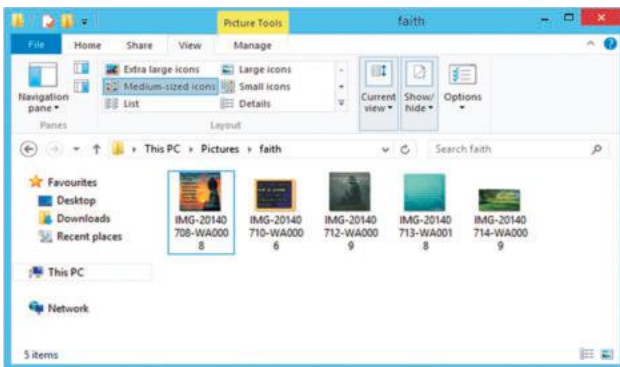 Picture Tools
faith
File Home Share View Manage
Navigation pane
Panes
Extra large icons Large icons
Medium-sized icons Small icons
List Details
Layout
Current view
Show/ hide
Options
This PC Pictures faith
Search faith
Favourites
Desktop
Downloads
Recent places
This PC
Network
IMG-20140
708-WA000
8
IMG-20140
710-WA000
6
IMG-20140
712-WA000
9
IMG-20140
713-WA001
8
IMG-20140
714-WA000
9
5 items